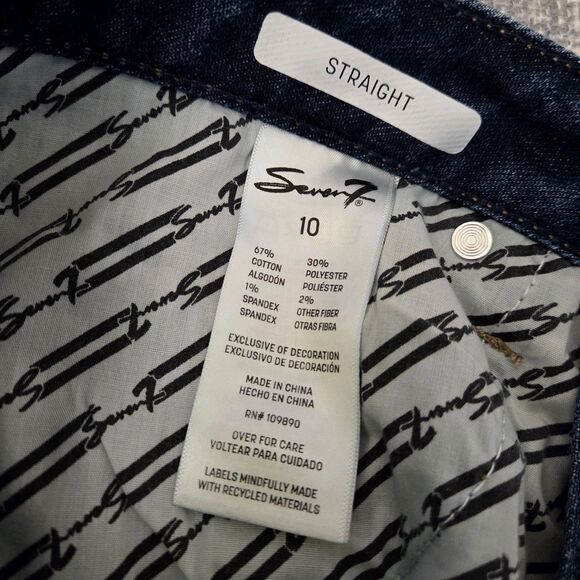 STRAIGHT
Seven7®
10
67% 30%
COTTON POLYESTER
ALGODÓN POLIÉSTER
1% 2%
SPANDEX OTHER FIBER
SPANDEX OTRAS FIBRA
EXCLUSIVE OF DECORATION
EXCLUSIVO DE DECORACIÓN
MADE IN CHINA
HECHO EN CHINA
RN# 109890
OVER FOR CARE
VOLTEAR PARA CUIDADO
LABELS MINDFULLY MADE
WITH RECYCLED MATERIALS